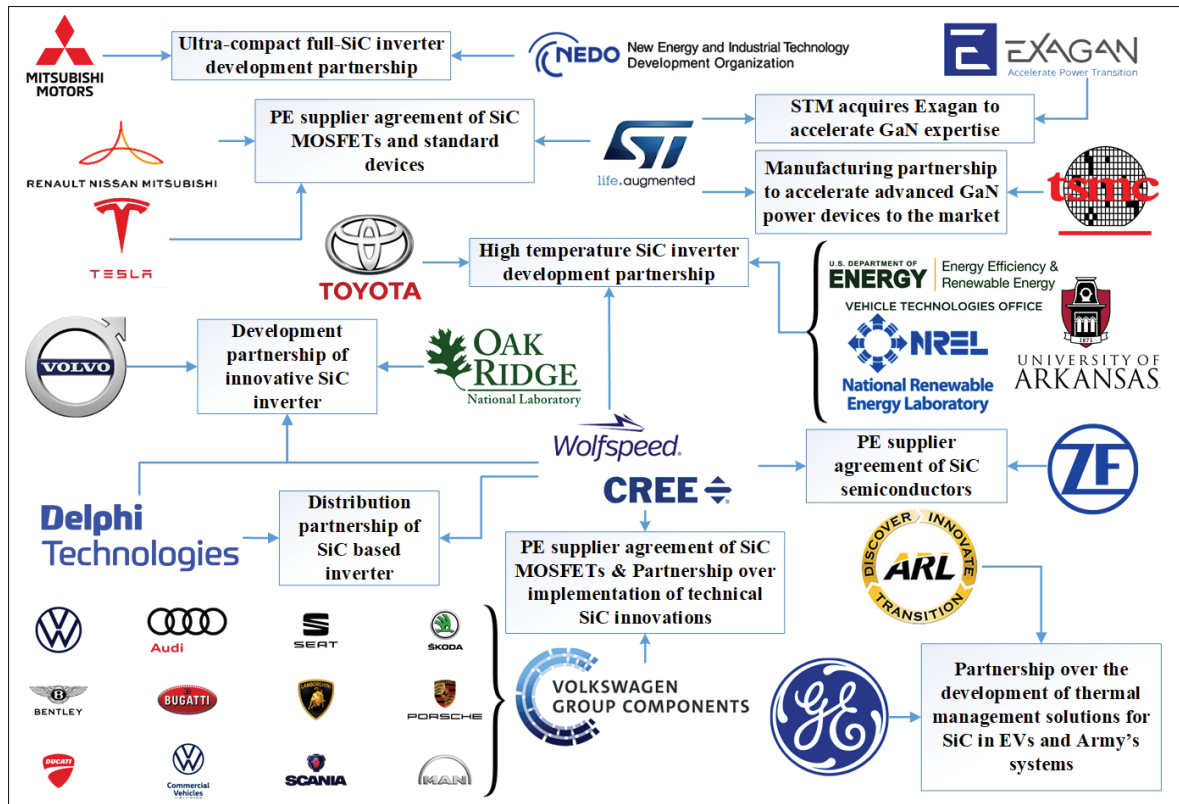 MITSUBISHI
MOTORS
Ultra-compact full-SiC inverter
development partnership
NEDO
New Energy and Industrial Technology
Development Organization
E
EXAGAN
Accelerate Power Transition
RENAULT NISSAN MITSUBISHI
PE supplier agreement of SiC
MOSFETs and standard
devices
ST
life.augmented
STM acquires Exagan to
accelerate GaN expertise
Manufacturing partnership
to accelerate advanced GaN
power devices to the market
tsmc
TESLA
TOYOTA
High temperature SiC inverter
development partnership
U.S. DEPARTMENT OF
ENERGY
Energy Efficiency &
Renewable Energy
VEHICLE TECHNOLOGIES OFFICE
NREL
National Renewable
Energy Laboratory
1871
UNIVERSITY OF
ARKANSAS
VOLVO
Development
partnership of
innovative SiC
inverter
OAK
RIDGE
National Laboratory
Wolfspeed®
CREE
PE supplier
agreement of SiC
semiconductors
ZF
Delphi
Technologies
Distribution
partnership of
SiC based
inverter
PE supplier agreement of SiC
MOSFETs & Partnership over
implementation of technical
SiC innovations
DISCOVER INNOVATE
ARL
TRANSITION
Audi
SEAT
ŠKODA
BENTLEY
BUGATTI
LAMBORGHINI
PORSCHE
DUCATI
Commercial
Vehicles
SCANIA
MAN
VOLKSWAGEN
GROUP COMPONENTS
GE
Partnership over the
development of thermal
management solutions for
SiC in EVs and Army's
systems